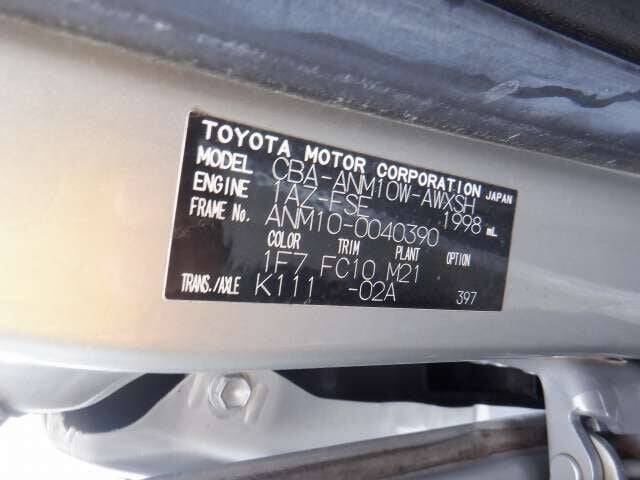 TOYOTA MOTOR CORPORATION JAPAN
MODEL CBA-ANM10W-AWXSH
ENGINE 1AZ-FSE 1998 mL
FRAME No. ANM10-0040390
COLOR TRIM PLANT OPTION
1F7 FC10 M21
TRANS./AXLE K111 -02A 397